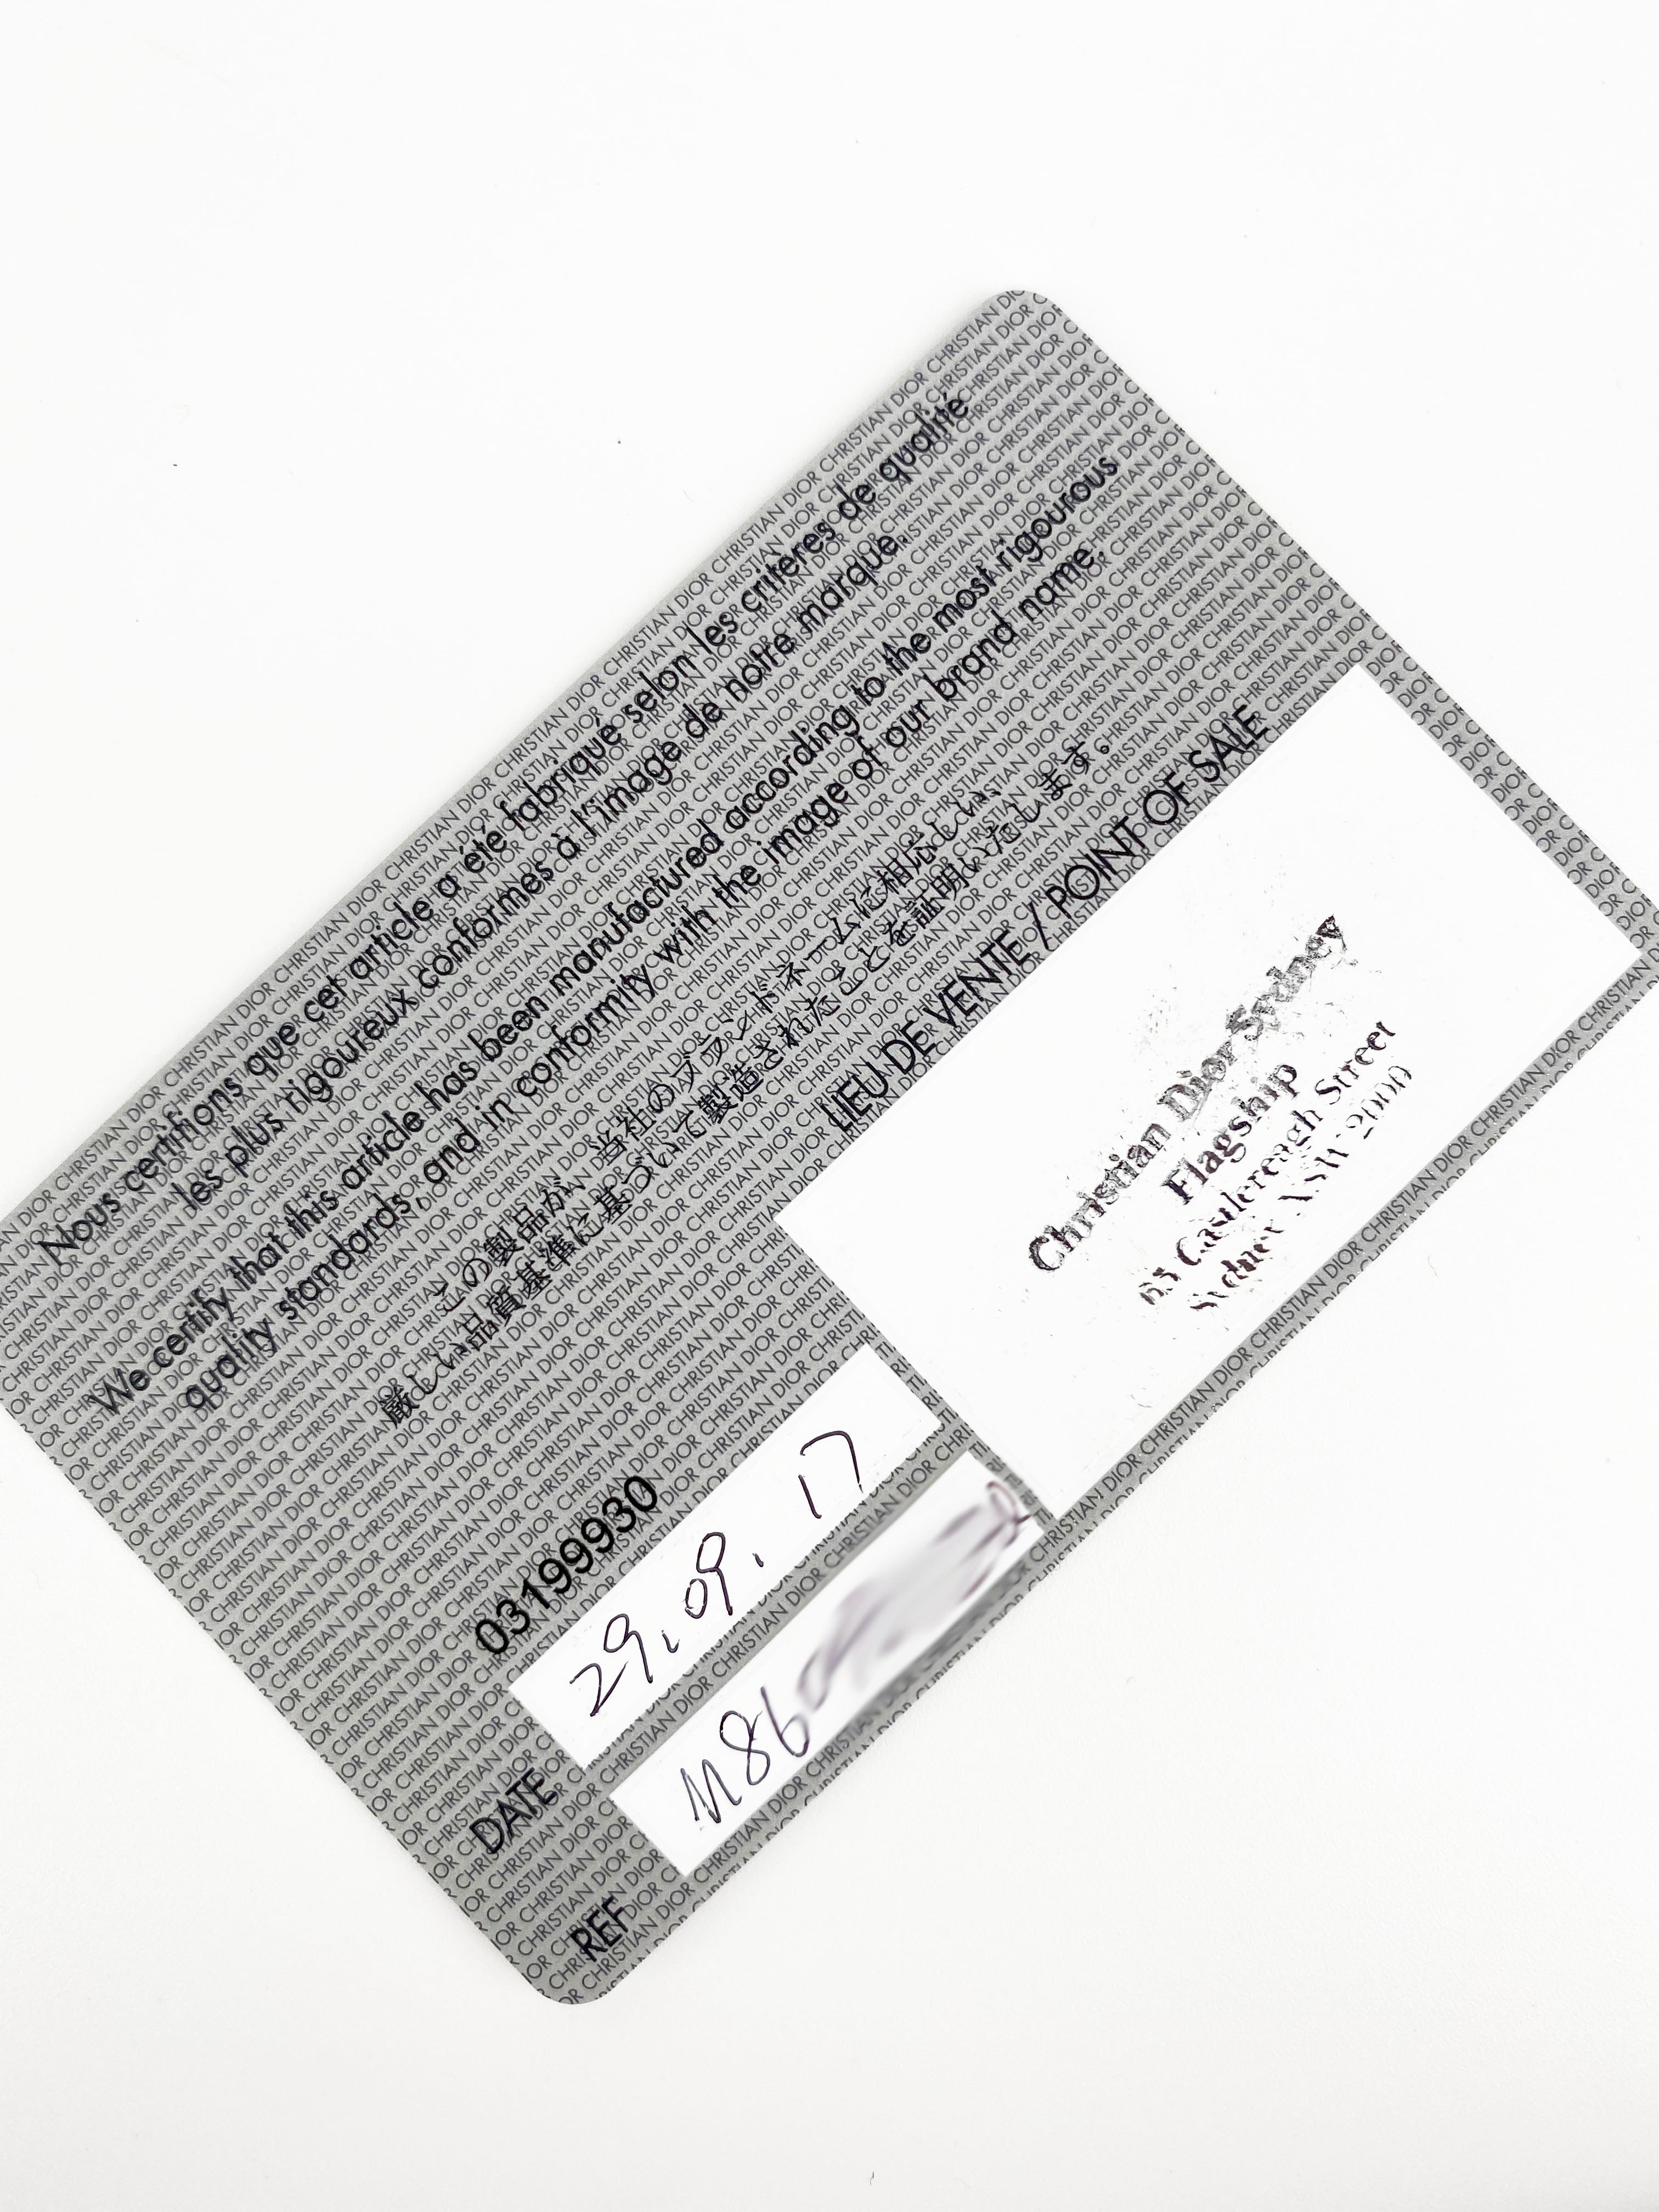 Nous certifions que cet article a été fabriqué selon les critères de qualité
les plus rigoureux conformes à l'image de notre marque.
We certify that this article has been manufactured according to the most rigourous
quality standards, and in conformity with the image of our brand name.
この製品が、当社のブランドネームに相応しい、
厳しい品質基準に基づいて製造されたことを証明いたします。
03199930
LIEU DE VENTE / POINT OF SALE
DATE 29.09.17
REF M860
Christian Dior Sydney
Flagship
65 Castlereagh Street
Sydney NSW 2000